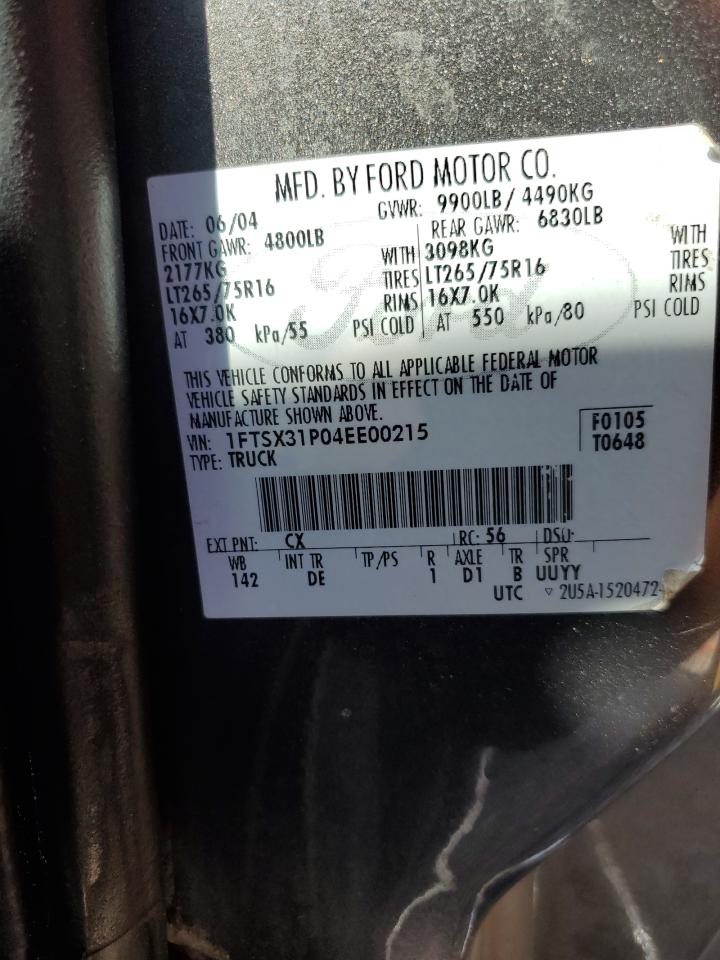 MFD. BY FORD MOTOR CO.
DATE: 06/04 GVWR: 9900LB/ 4490KG
FRONT GAWR: 4800LB REAR GAWR: 6830LB
2177KG WITH 3098KG WITH
LT265/75R16 TIRES LT265/75R16 TIRES
16X7.0K RIMS 16X7.0K RIMS
AT 380 kPa/55 PSI COLD AT 550 kPa/80 PSI COLD
THIS VEHICLE CONFORMS TO ALL APPLICABLE FEDERAL MOTOR
VEHICLE SAFETY STANDARDS IN EFFECT ON THE DATE OF
MANUFACTURE SHOWN ABOVE.
VIN: 1FTSX31P04EE00215 F0105
TYPE: TRUCK T0648
EXT PNT: CX RC: 56 DSO:
WB INT TR TP/PS R AXLE TR SPR
142 DE 1 D1 B UUYY
UTC ▽ 2U5A-1520472-